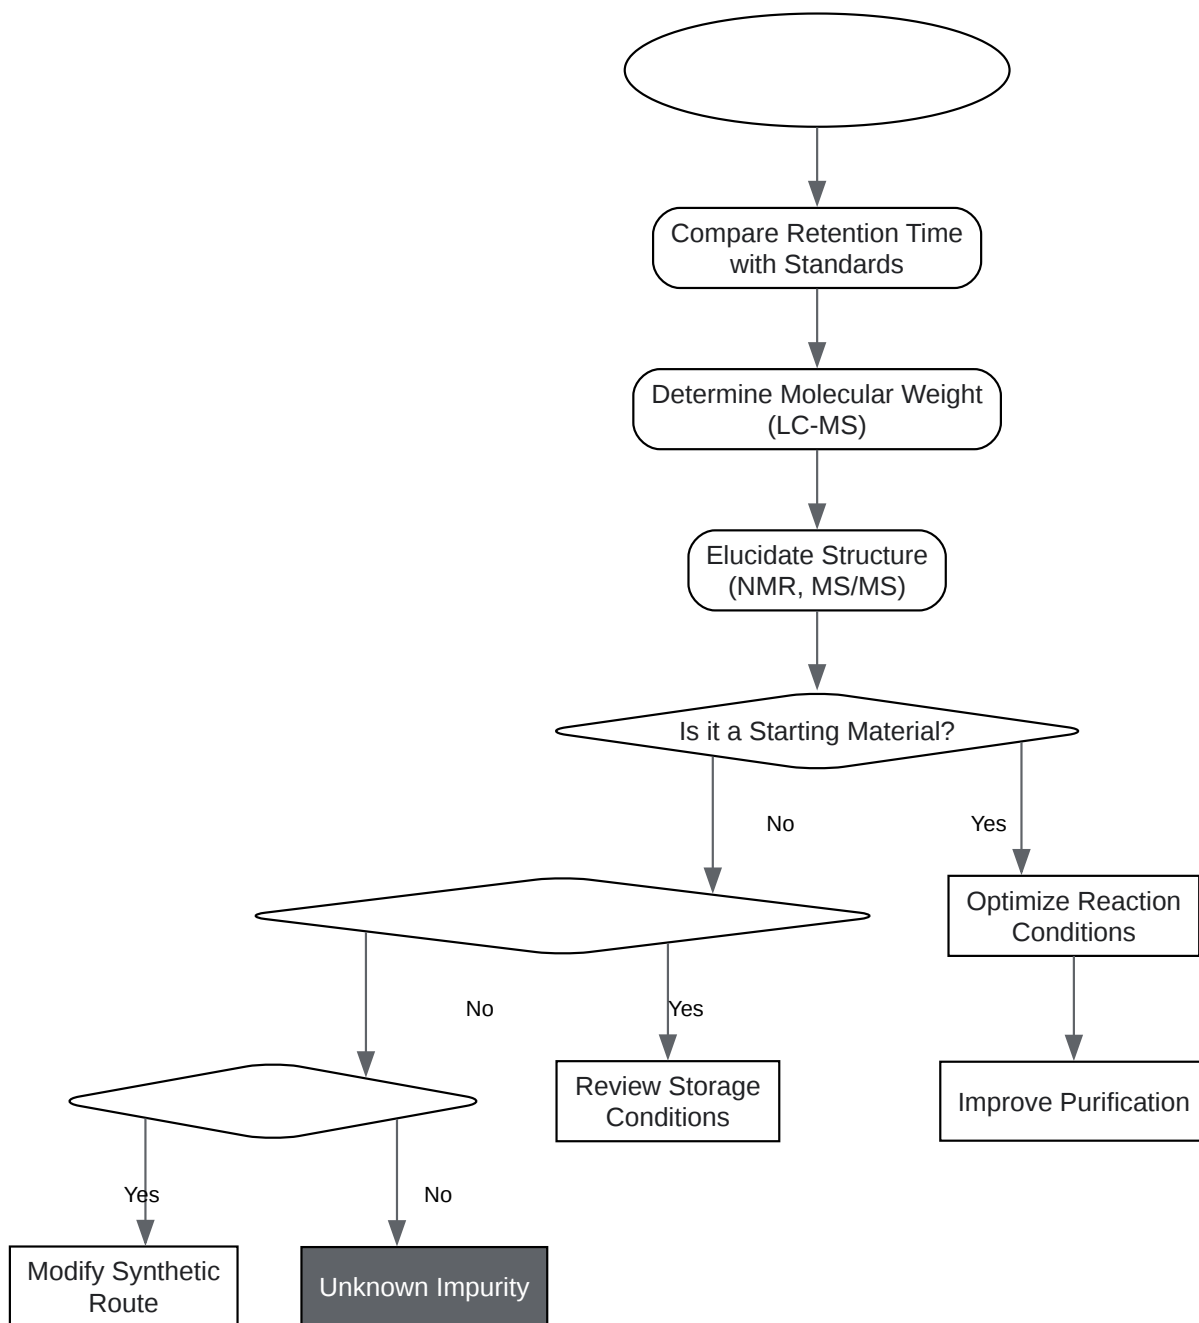 Compare Retention Time
with Standards
Determine Molecular Weight
(LC-MS)
Elucidate Structure
(NMR, MS/MS)
Is it a Starting Material?
No
Yes
Optimize Reaction
Conditions
No
Yes
Review Storage
Conditions
Improve Purification
Yes
No
Modify Synthetic
Route
Unknown Impurity